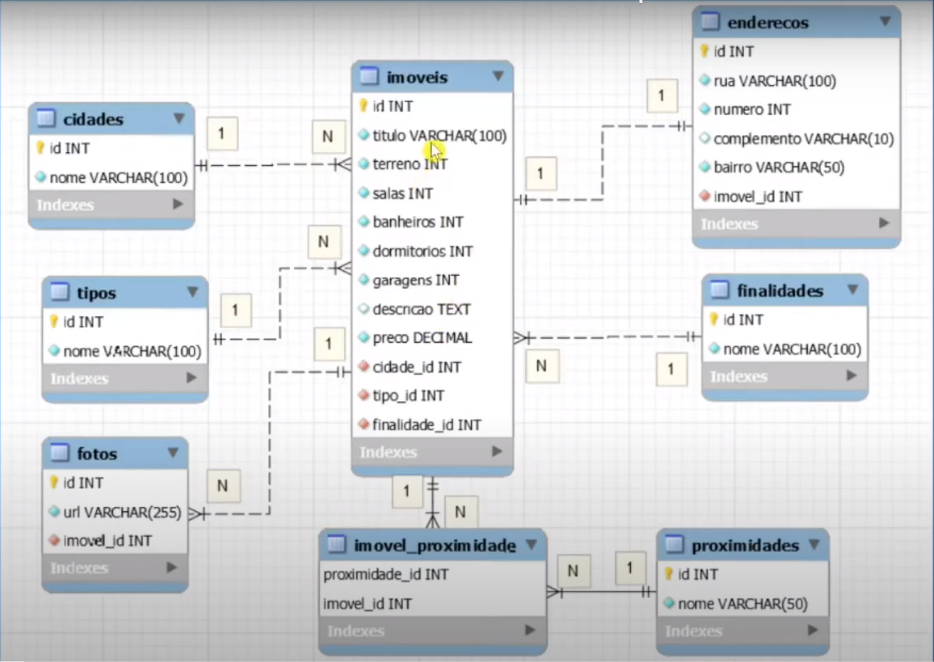 cidades
id INT
nome VARCHAR(100)
Indexes
1
N
tipos
id INT
nome VARCHAR(100)
Indexes
1
N
fotos
id INT
url VARCHAR(255)
imovel_id INT
Indexes
N
1
imoveis
id INT
titulo VARCHAR(100)
terreno INT
salas INT
banheiros INT
dormitorios INT
garagens INT
descricao TEXT
preco DECIMAL
cidade_id INT
tipo_id INT
finalidade_id INT
Indexes
1
1
enderecos
id INT
rua VARCHAR(100)
numero INT
complemento VARCHAR(10)
bairro VARCHAR(50)
imovel_id INT
Indexes
N
1
finalidades
id INT
nome VARCHAR(100)
Indexes
1
N
imovel_proximidade
proximidade_id INT
imovel_id INT
Indexes
N
1
proximidades
id INT
nome VARCHAR(50)
Indexes